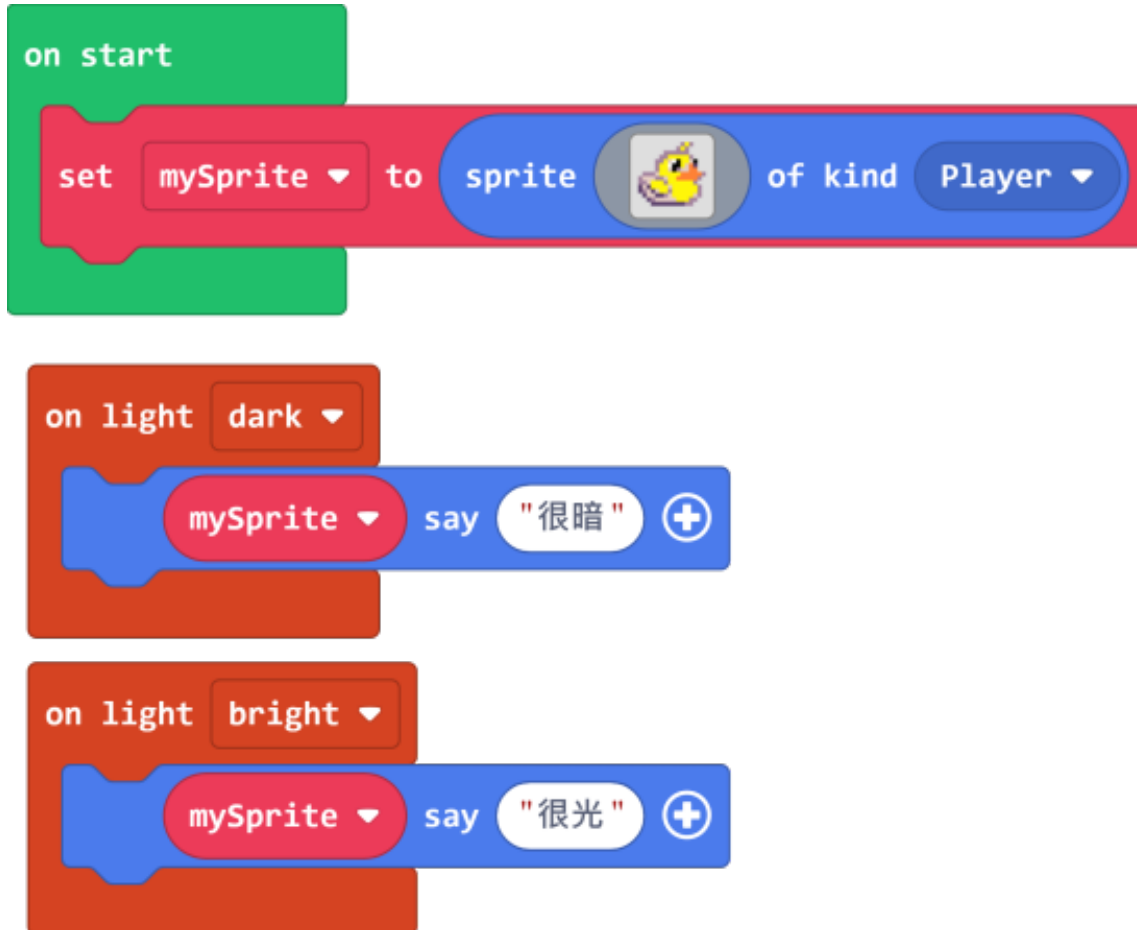 on start
set mySprite to sprite of kind Player
on light dark
mySprite say "很暗"
on light bright
mySprite say "很光"